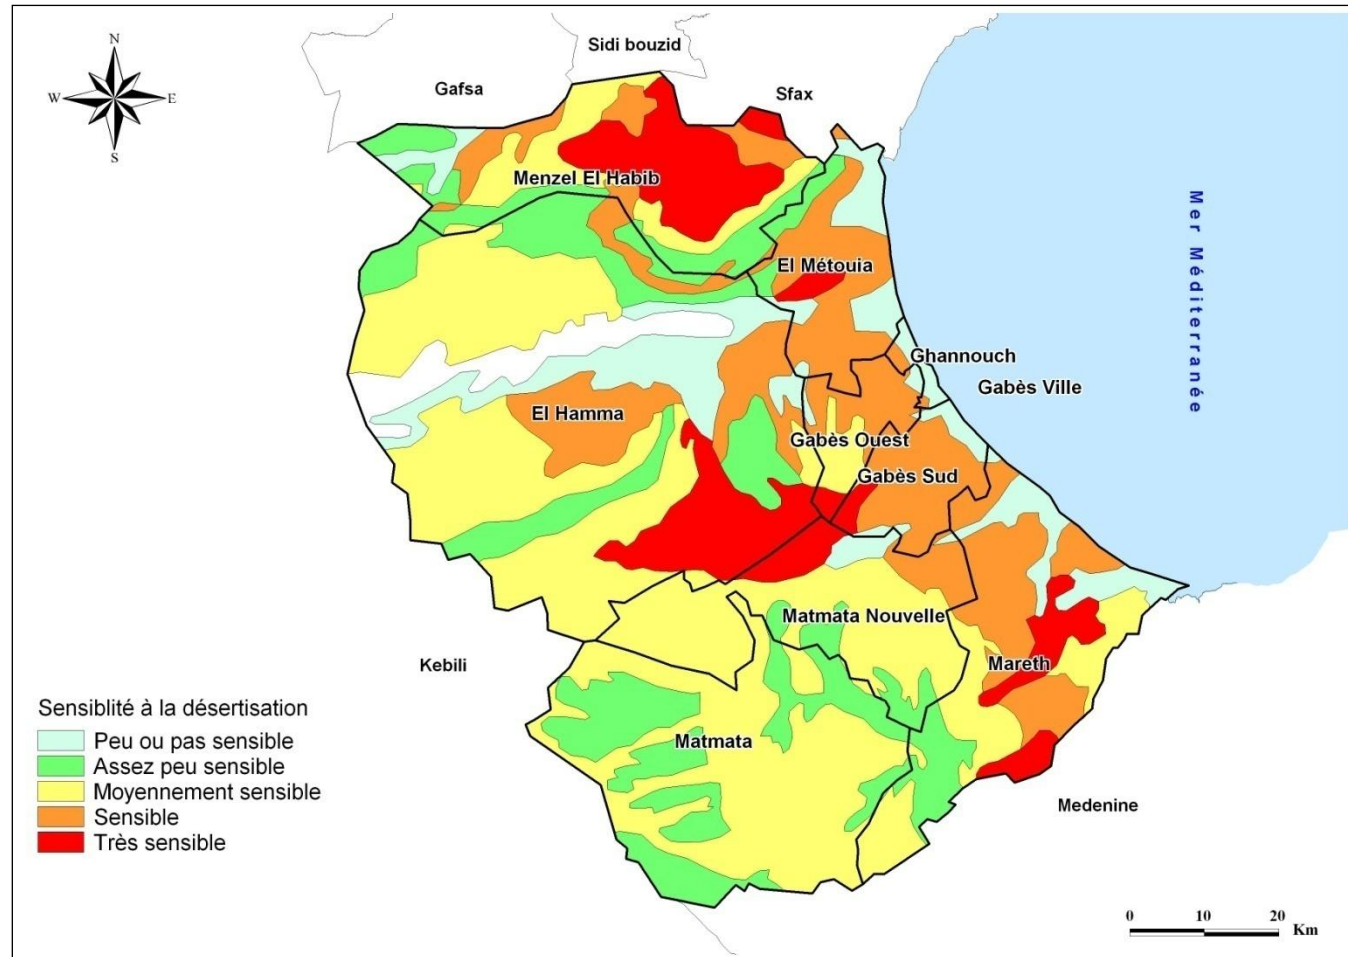 N
W
E
S
Sidi bouzid
Gafsa
Sfax
Menzel El Habib
El Métouia
Mer Méditerranée
Ghannouch
Gabès Ville
El Hamma
Gabès Ouest
Gabès Sud
Matmata Nouvelle
Kebili
Mareth
Matmata
Medenine
Sensiblité à la désertisation
Peu ou pas sensible
Assez peu sensible
Moyennement sensible
Sensible
Très sensible
0 10 20
Km